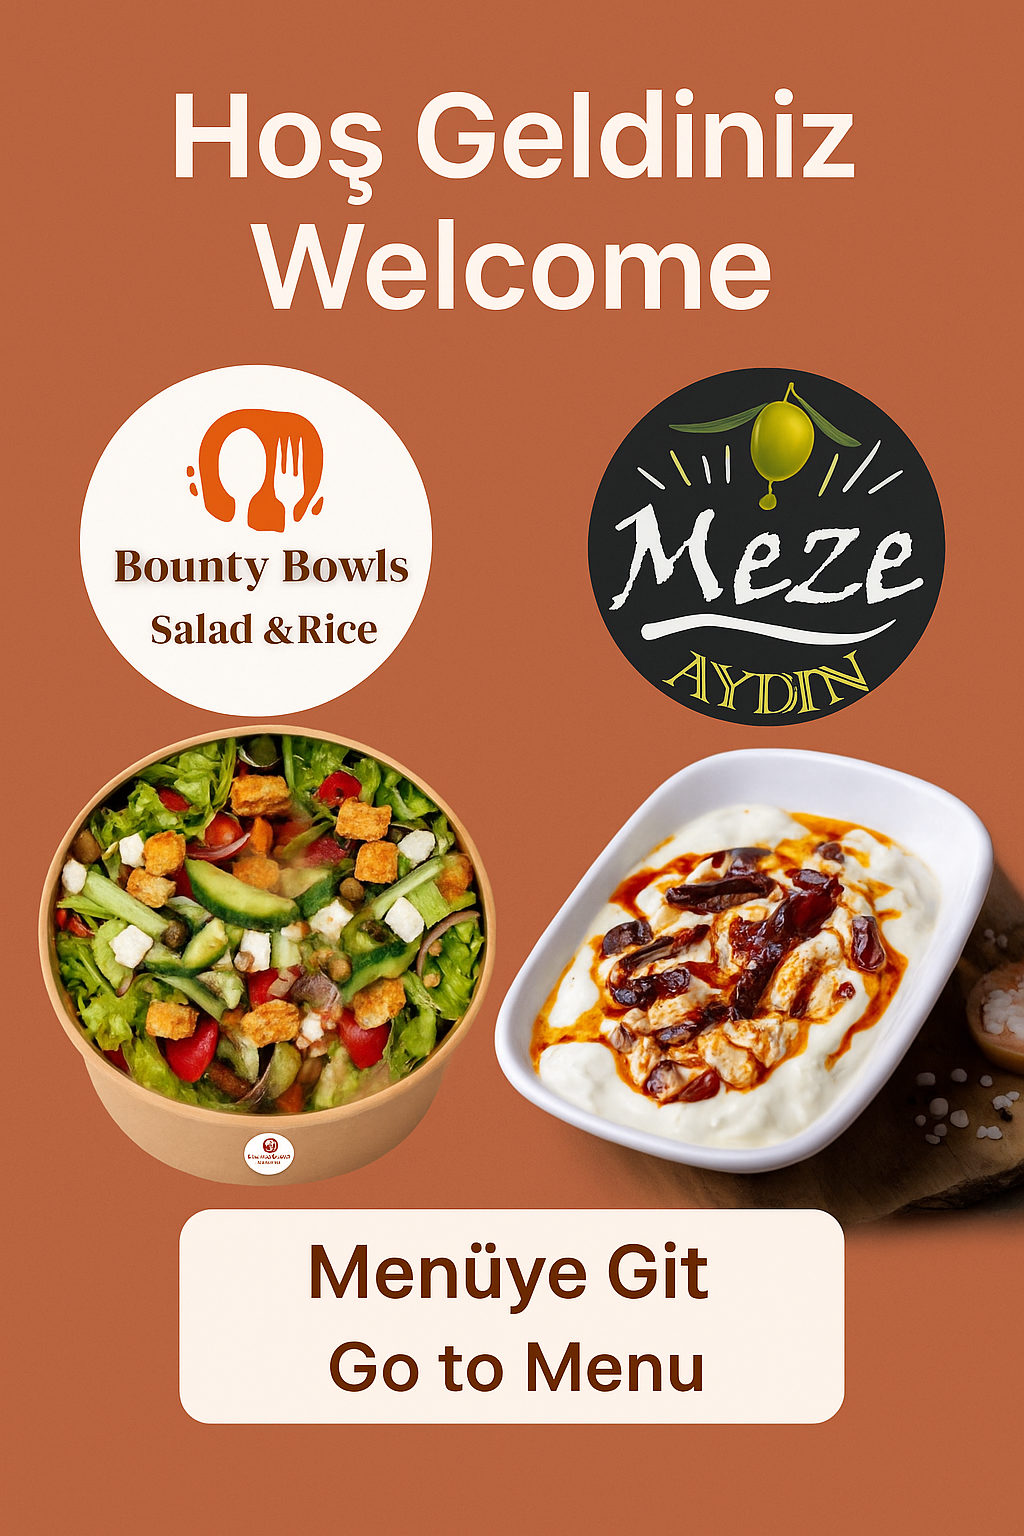 Hoş Geldiniz
Welcome
Bounty Bowls
Salad &Rice
Meze
AYDIN
Menüye Git
Go to Menu